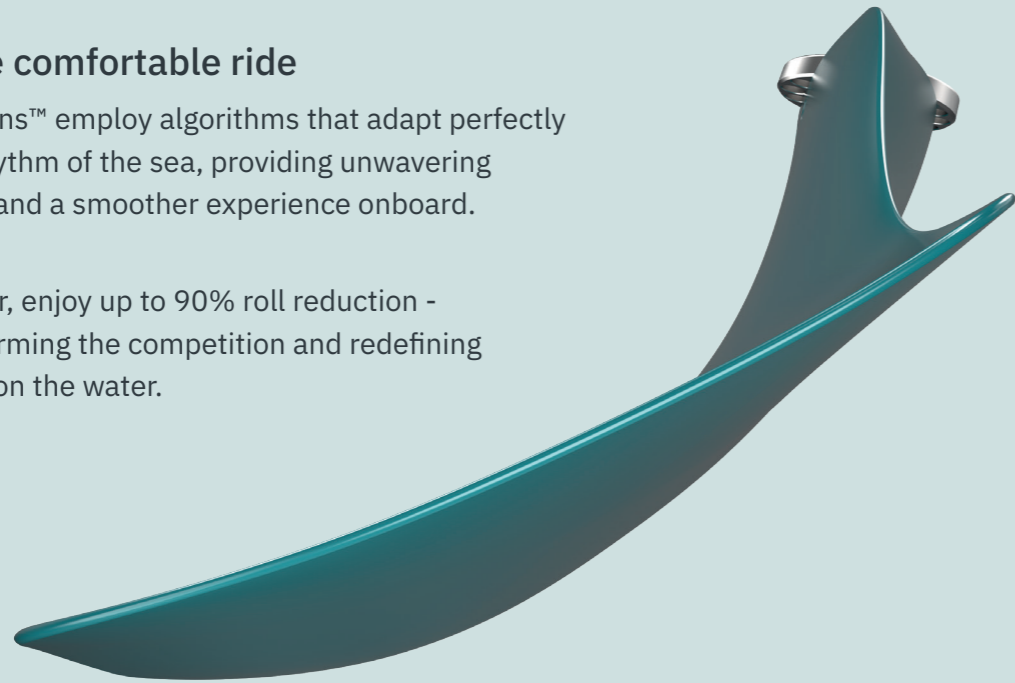 e comfortable ride
ns™ employ algorithms that adapt perfectly
ythm of the sea, providing unwavering
and a smoother experience onboard.
r, enjoy up to 90% roll reduction -
rming the competition and redefining
on the water.